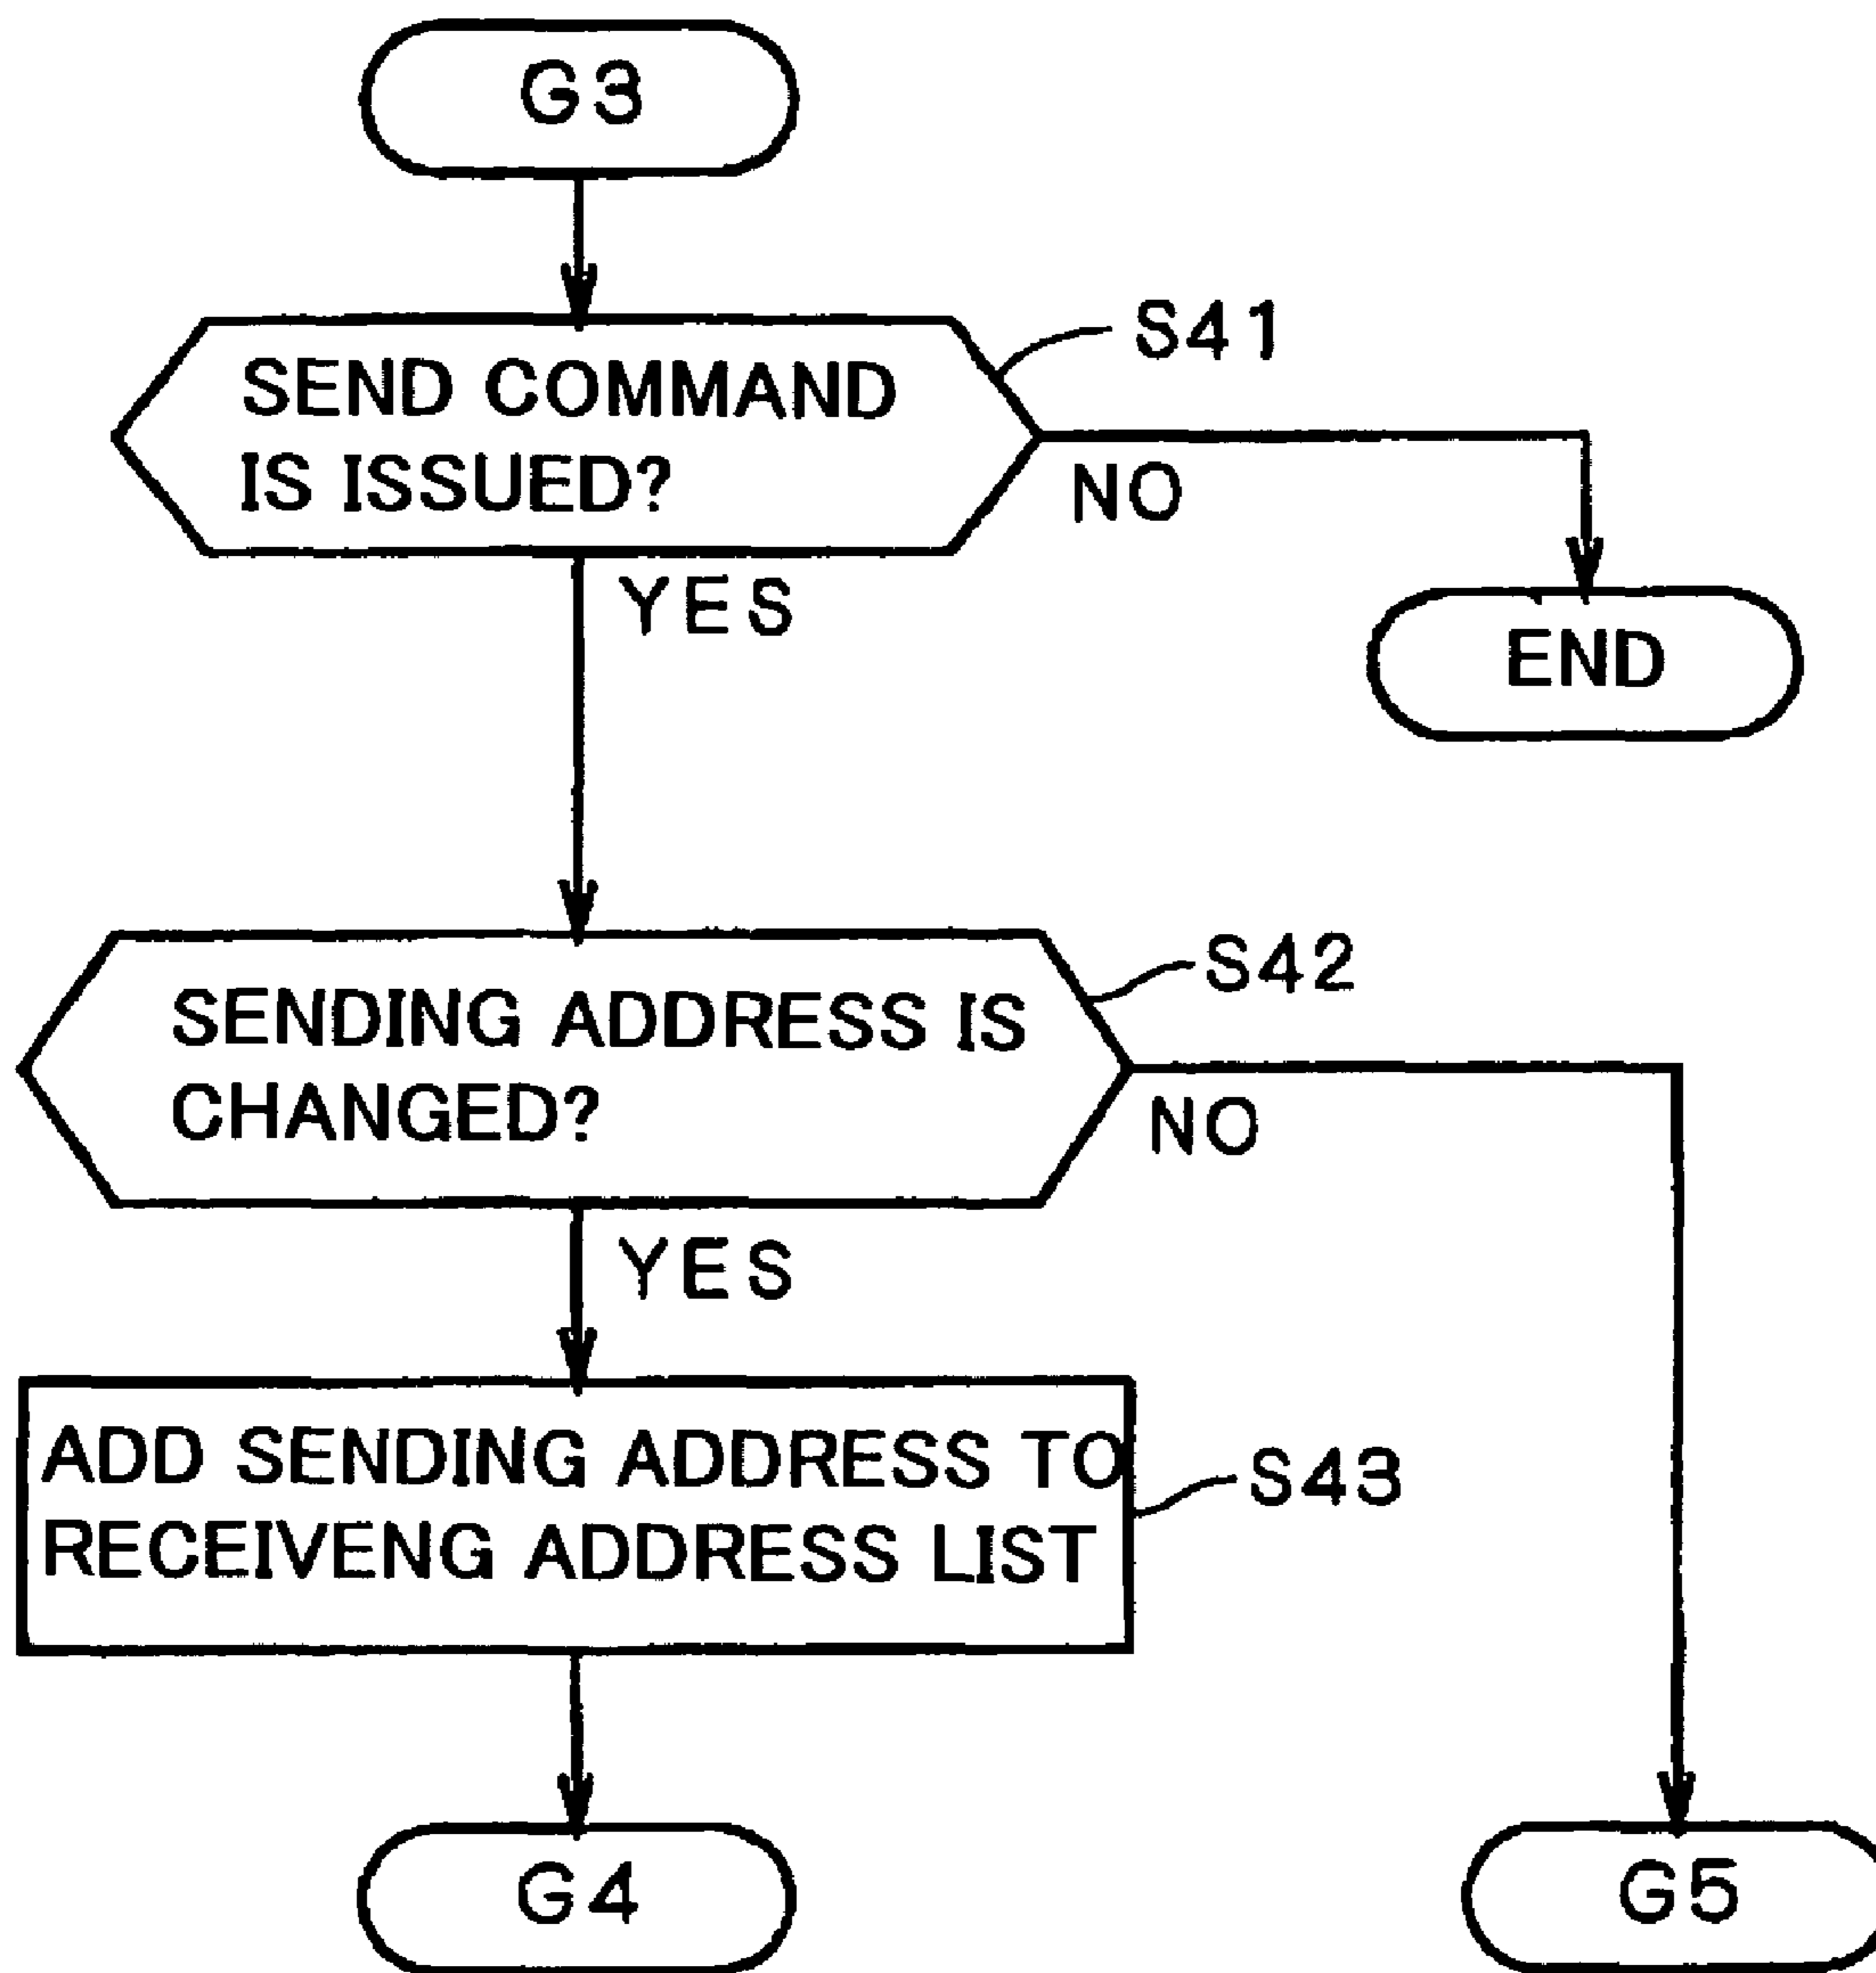 G3
S41
SEND COMMAND
IS ISSUED?
NO
YES
END
S42
SENDING ADDRESS IS
CHANGED?
NO
YES
ADD SENDING ADDRESS TO
RECEIVENG ADDRESS LIST
S43
G4
G5